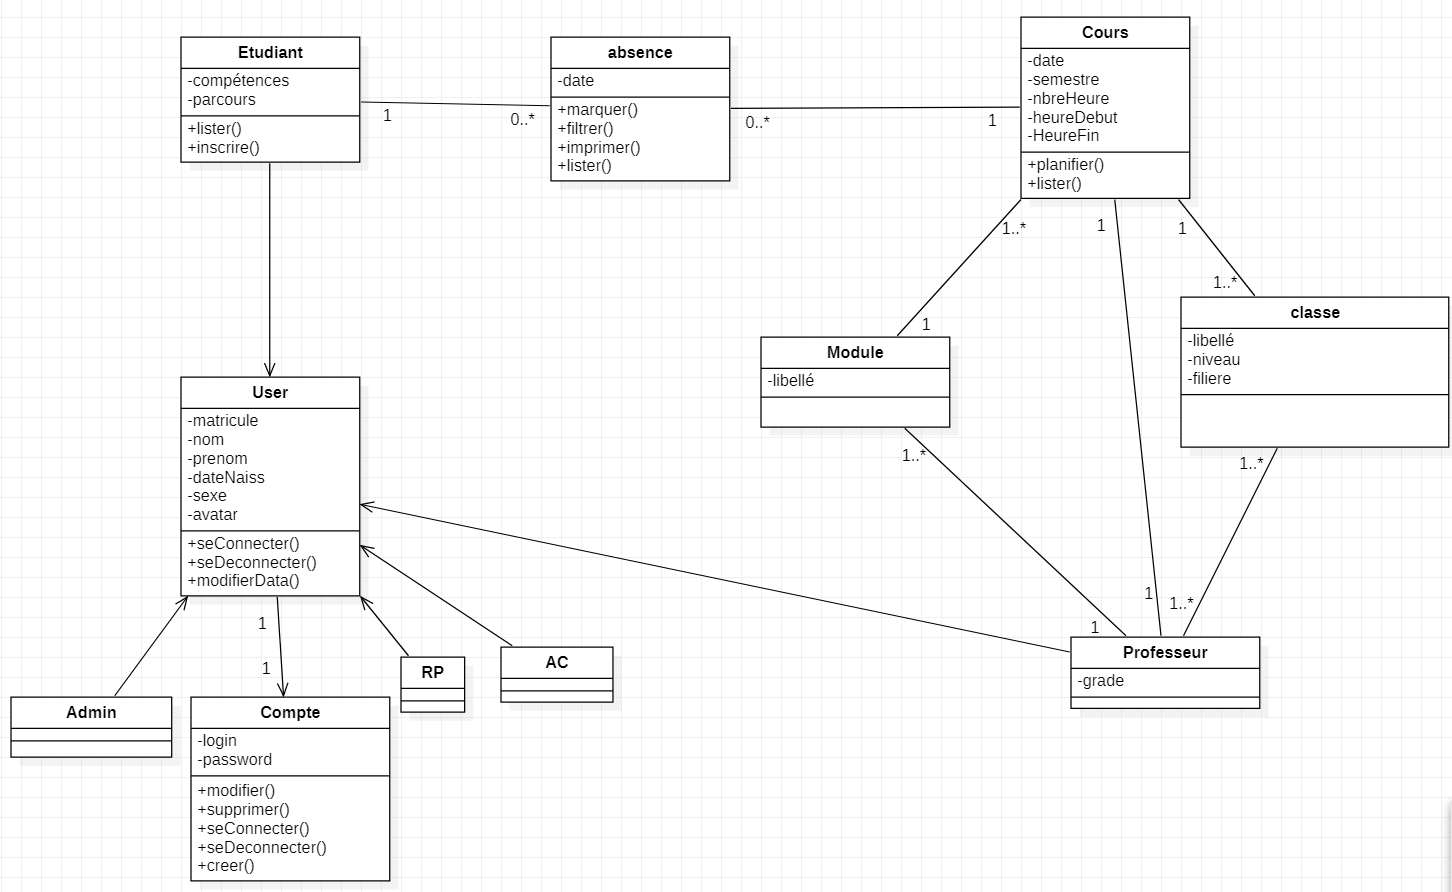 Etudiant
-compétences
-parcours
+lister()
+inscrire()
1
0..*
absence
-date
+marquer()
+filtrer()
+imprimer()
+lister()
0..*
1
Cours
-date
-semestre
-nbreHeure
-heureDebut
-HeureFin
+planifier()
+lister()
1..*
1
1
1..*
1
Module
-libellé
1..*
classe
-libellé
-niveau
-filiere
1..*
User
-matricule
-nom
-prenom
-dateNaiss
-sexe
-avatar
+seConnecter()
+seDeconnecter()
+modifierData()
1
1
1
1..*
1
Professeur
-grade
Admin
Compte
-login
-password
+modifier()
+supprimer()
+seConnecter()
+seDeconnecter()
+creer()
RP
AC